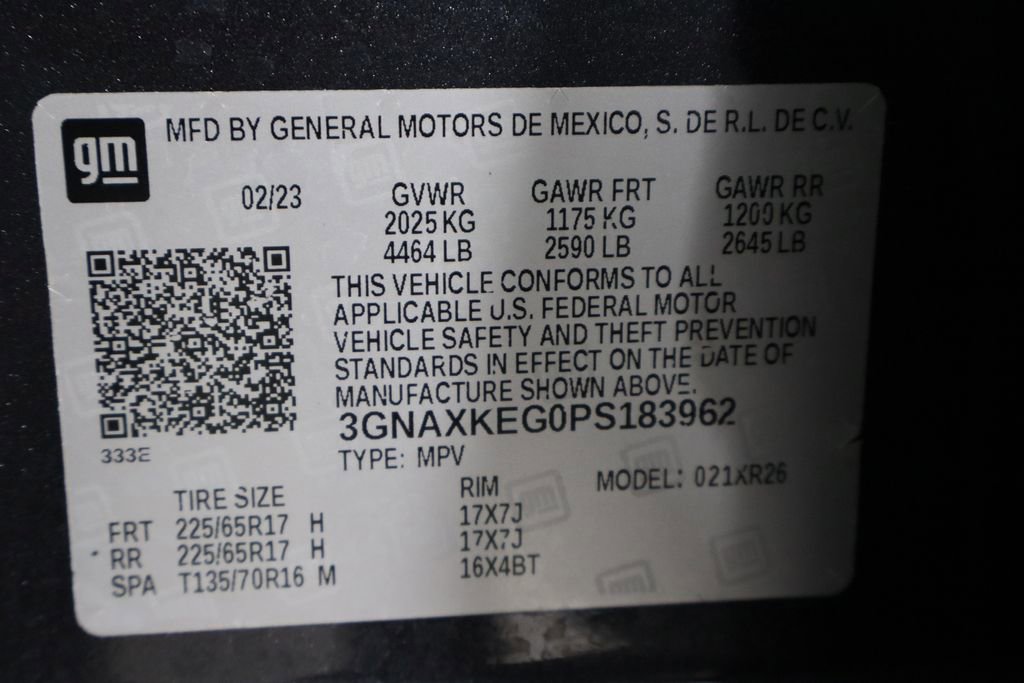 gm
MFD BY GENERAL MOTORS DE MEXICO, S. DE R.L. DE C.V.
02/23 GVWR GAWR FRT GAWR RR
2025 KG 1175 KG 1200 KG
4464 LB 2590 LB 2645 LB
THIS VEHICLE CONFORMS TO ALL
APPLICABLE U.S. FEDERAL MOTOR
VEHICLE SAFETY AND THEFT PREVENTION
STANDARDS IN EFFECT ON THE DATE OF
MANUFACTURE SHOWN ABOVE.
3GNAXKEG0PS183962
333E
TYPE: MPV
TIRE SIZE RIM MODEL: 021XR26
FRT 225/65R17 H 17X7J
RR 225/65R17 H 17X7J
SPA T135/70R16 M 16X4BT